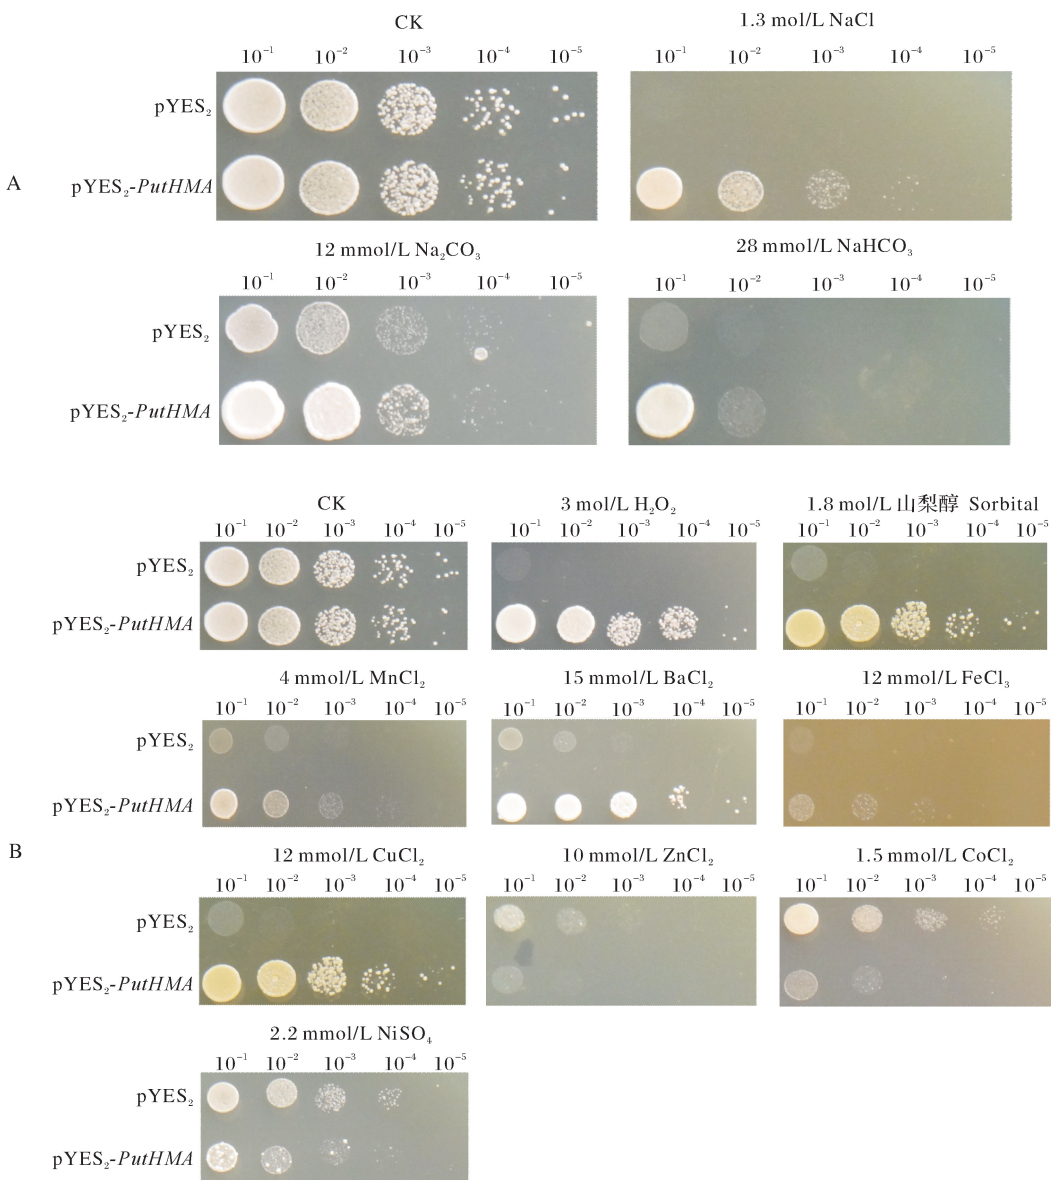 CK 1.3 mol/L NaCl
10⁻¹ 10⁻² 10⁻³ 10⁻⁴ 10⁻⁵ 10⁻¹ 10⁻² 10⁻³ 10⁻⁴ 10⁻⁵
pYES₂
A
pYES₂-PutHMA
12 mmol/L Na₂CO₃ 28 mmol/L NaHCO₃
10⁻¹ 10⁻² 10⁻³ 10⁻⁴ 10⁻⁵ 10⁻¹ 10⁻² 10⁻³ 10⁻⁴ 10⁻⁵
pYES₂
pYES₂-PutHMA
CK 3 mol/L H₂O₂ 1.8 mol/L 山梨醇 Sorbital
10⁻¹ 10⁻² 10⁻³ 10⁻⁴ 10⁻⁵ 10⁻¹ 10⁻² 10⁻³ 10⁻⁴ 10⁻⁵ 10⁻¹ 10⁻² 10⁻³ 10⁻⁴ 10⁻⁵
pYES₂
pYES₂-PutHMA
4 mmol/L MnCl₂ 15 mmol/L BaCl₂ 12 mmol/L FeCl₃
10⁻¹ 10⁻² 10⁻³ 10⁻⁴ 10⁻⁵ 10⁻¹ 10⁻² 10⁻³ 10⁻⁴ 10⁻⁵ 10⁻¹ 10⁻² 10⁻³ 10⁻⁴ 10⁻⁵
pYES₂
pYES₂-PutHMA
B
12 mmol/L CuCl₂ 10 mmol/L ZnCl₂ 1.5 mmol/L CoCl₂
10⁻¹ 10⁻² 10⁻³ 10⁻⁴ 10⁻⁵ 10⁻¹ 10⁻² 10⁻³ 10⁻⁴ 10⁻⁵ 10⁻¹ 10⁻² 10⁻³ 10⁻⁴ 10⁻⁵
pYES₂
pYES₂-PutHMA
2.2 mmol/L NiSO₄
10⁻¹ 10⁻² 10⁻³ 10⁻⁴ 10⁻⁵
pYES₂
pYES₂-PutHMA